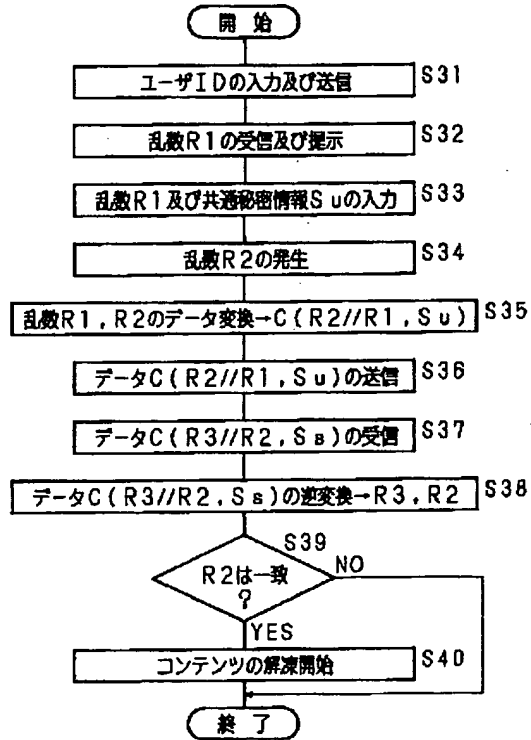 開 始
ユーザIDの入力及び送信 S31
乱数R1の受信及び提示 S32
乱数R1及び共通秘密情報Suの入力 S33
乱数R2の発生 S34
乱数R1,R2のデータ変換→C(R2//R1,Su) S35
データC(R2//R1,Su)の送信 S36
データC(R3//R2,Ss)の受信 S37
データC(R3//R2,Ss)の逆変換→R3,R2 S38
S39
R2は一致 NO
?
YES
コンテンツの解凍開始 S40
終 了